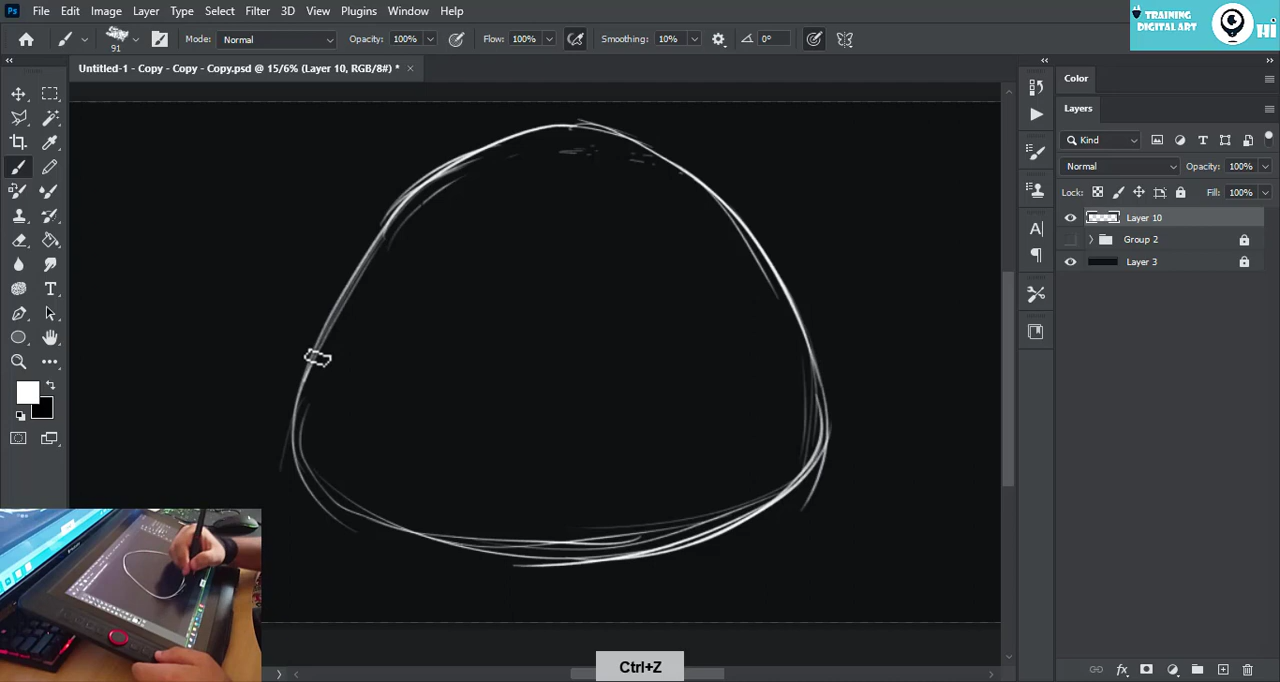 Ps File Edit Image Layer Type Select Filter 3D View Plugins Window Help
TRAINING
DIGITAL ART
Hi
91 Mode: Normal Opacity: 100% Flow: 100% Smoothing: 10% 0°
Untitled-1 - Copy - Copy - Copy.psd @ 15/6% (Layer 10, RGB/8#) * ×
Color
Layers
Kind
Normal Opacity: 100%
Lock: Fill: 100%
Layer 10
Group 2
Layer 3
Ctrl+Z